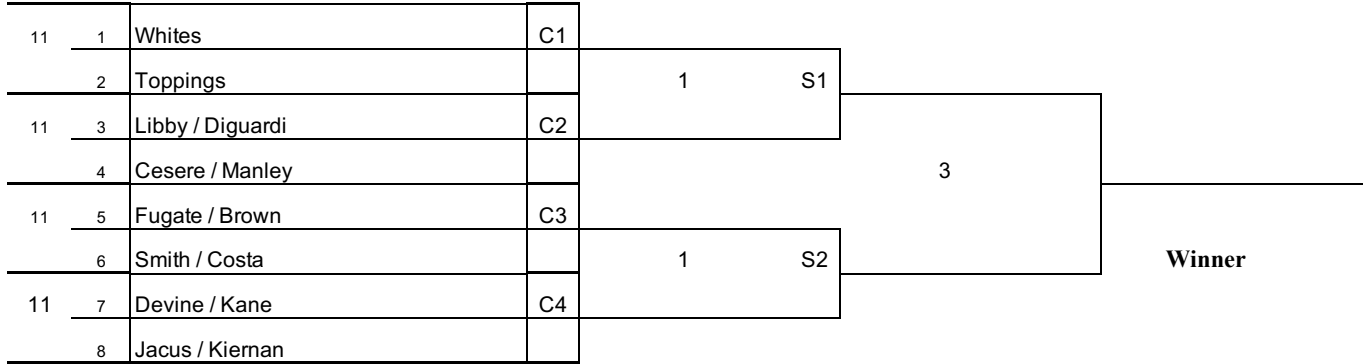 11 1 Whites C1
2 Toppings 1 S1
11 3 Libby / Diguardi C2
4 Cesere / Manley 3
11 5 Fugate / Brown C3
6 Smith / Costa 1 S2 Winner
11 7 Devine / Kane C4
8 Jacus / Kiernan